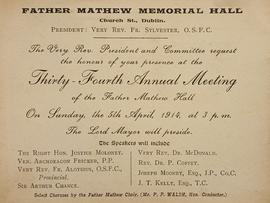 FATHER MATHEW MEMORIAL HALL
Church St., Dublin.
PRESIDENT: VERY REV. FR. SYLVESTER, O.S.F.C.
The Very Rev. President and Committee request
the honour of your presence at the
Thirty-Fourth Annual Meeting
of the Father Mathew Hall
On Sunday, the 5th April, 1914, at 3 p.m.
The Lord Mayor will preside.
The Speakers will include
THE RIGHT HON. JUSTICE MOLONEY.
VEN. ARCHDEACON FRICKER, P.P.
VERY REV. FR. ALOYSIUS, O.S.F.C.,
Provincial.
SIR ARTHUR CHANCE.
VERY REV. DR. MCDONALD.
REV. DR. P. COFFEY.
JOSEPH MOONEY, ESQ., J.P., Co.C.
J. T. KELLY, ESQ., T.C.
Select Choruses by the Father Mathew Choir. (Mr. P. F. WALSH, Hon. Conductor.)